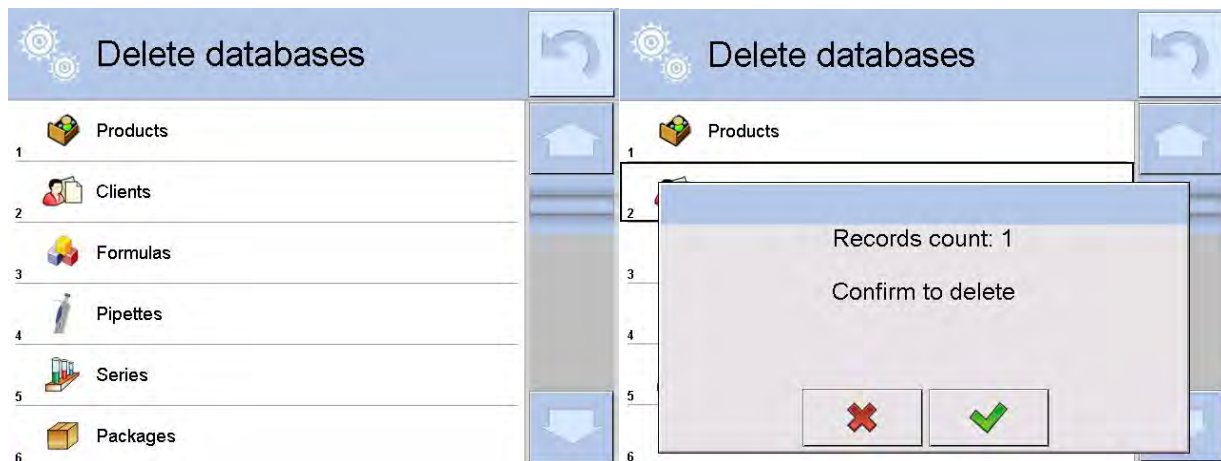 Delete databases
1 Products
2 Clients
3 Formulas
4 Pipettes
5 Series
6 Packages
Delete databases
1 Products
2
3
4
5
6
Records count: 1
Confirm to delete